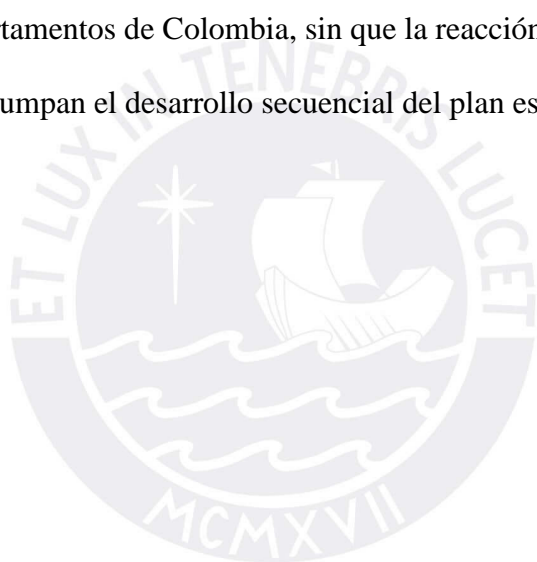 rtamentos de Colombia, sin que la reacción
umpan el desarrollo secuencial del plan es
ET LUX IN TENEBRIS LUCET
MCMXVII